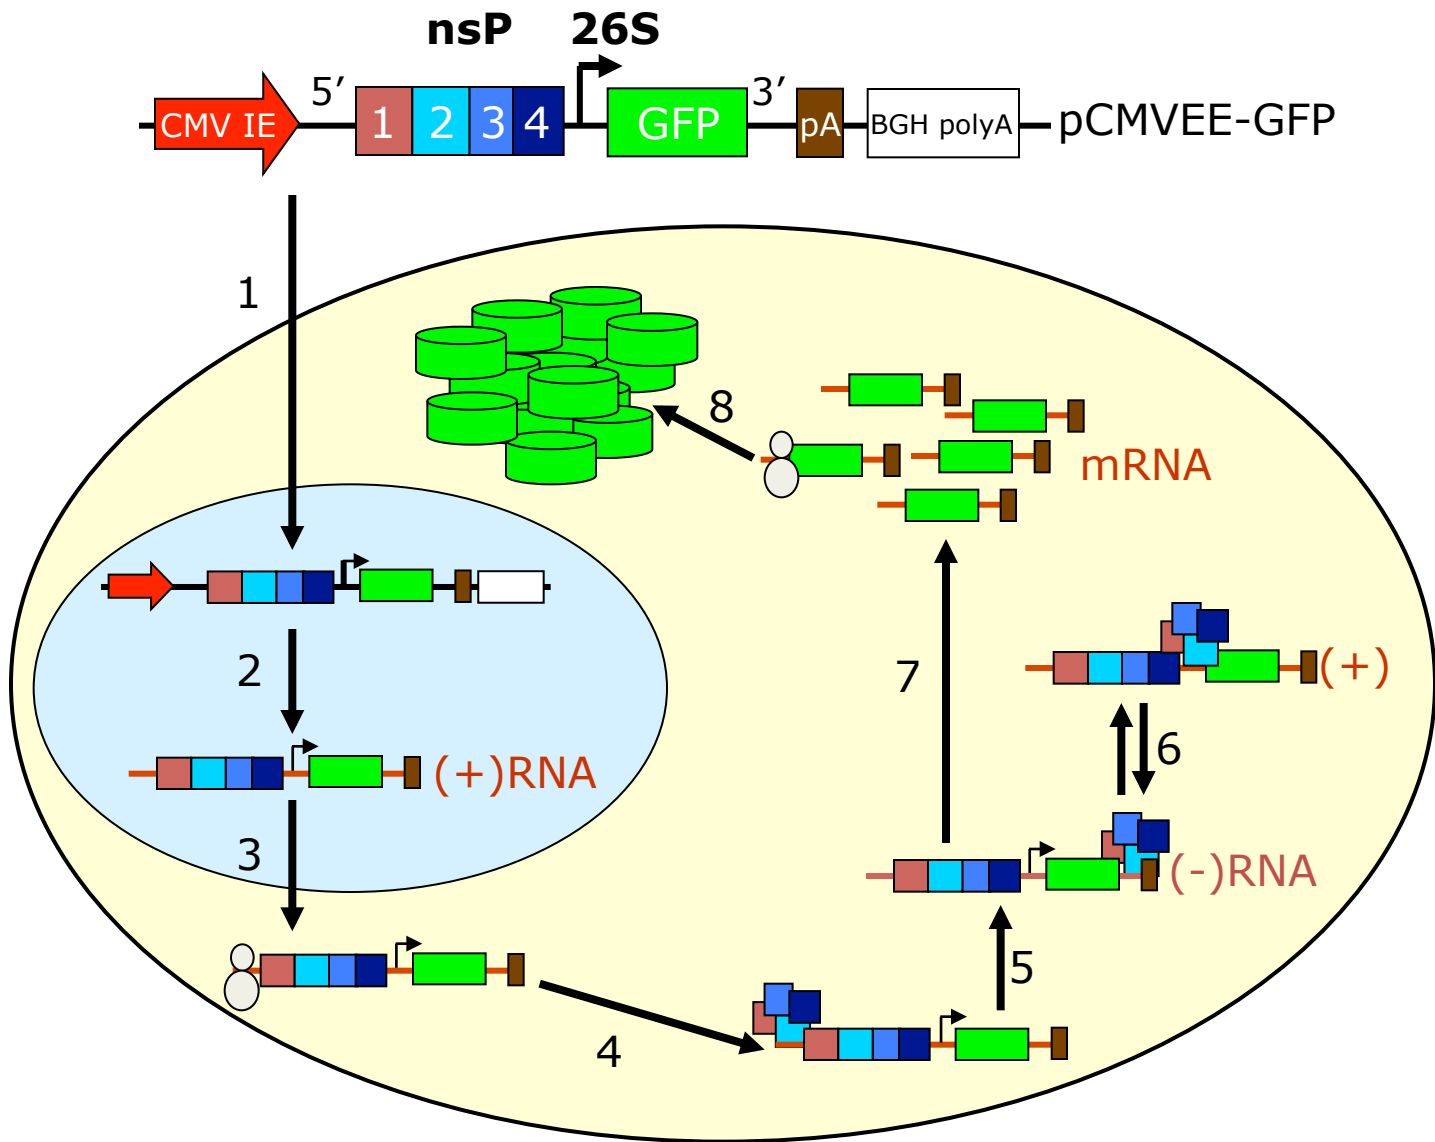 nsP 26S
5′ 3′
CMV IE 1 2 3 4 GFP pA BGH polyA pCMVEE-GFP
1
8
mRNA
2
7
(+)
6
(+)RNA
3
(-)RNA
5
4